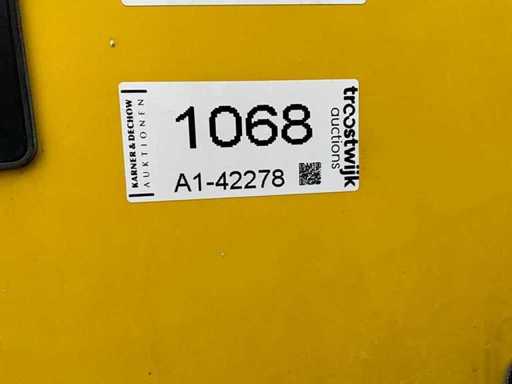 KARNER & DECHOW
AUKTIONEN
1068
A1-42278
troostwijk
auctions